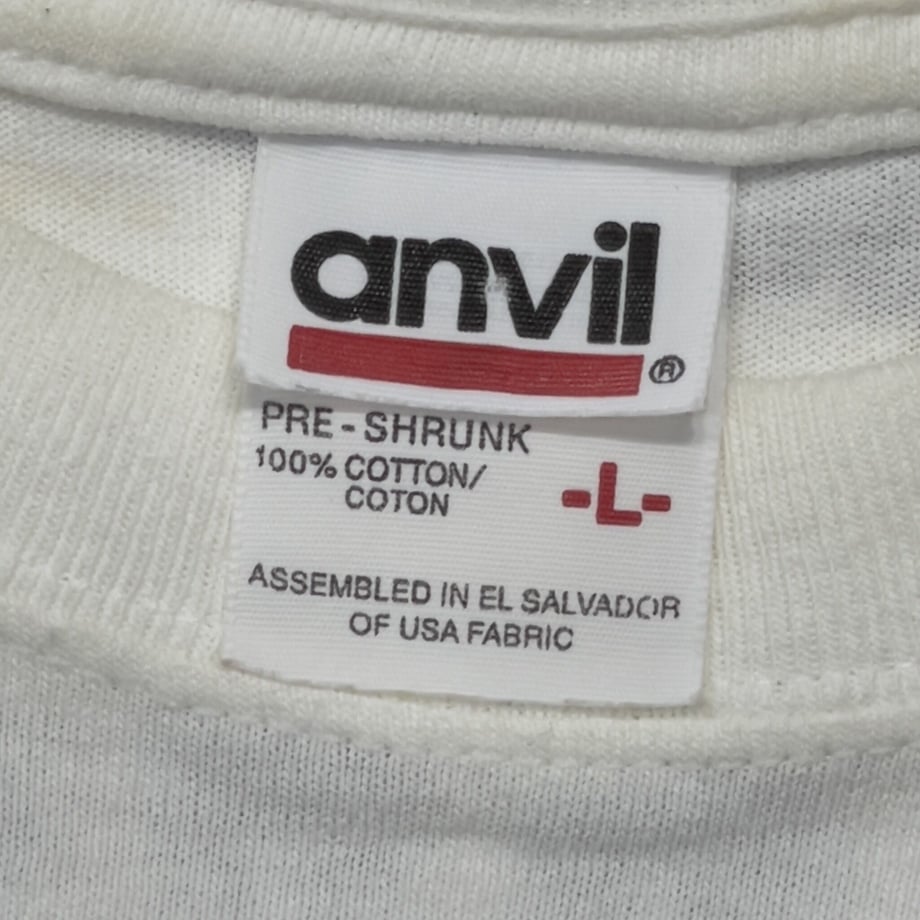 anvil®
PRE-SHRUNK
100% COTTON/
COTON
-L-
ASSEMBLED IN EL SALVADOR
OF USA FABRIC